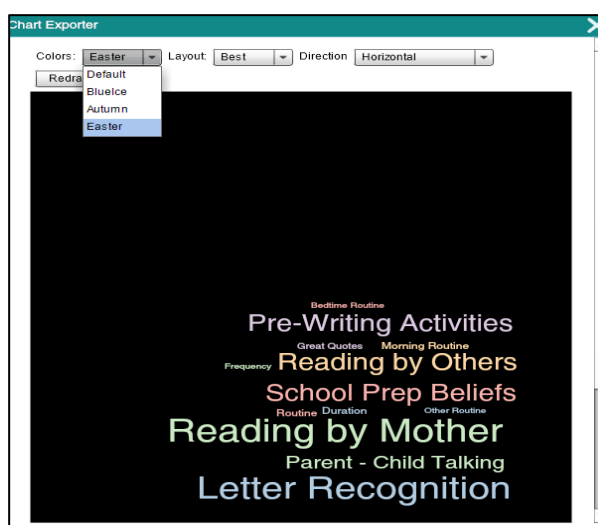 Chart Exporter
Colors: Easter Layout: Best Direction Horizontal
Redra
Default
BlueIce
Autumn
Easter
Bedtime Routine
Pre-Writing Activities
Great Quotes Morning Routine
Frequency Reading by Others
School Prep Beliefs
Routine Duration Other Routine
Reading by Mother
Parent - Child Talking
Letter Recognition